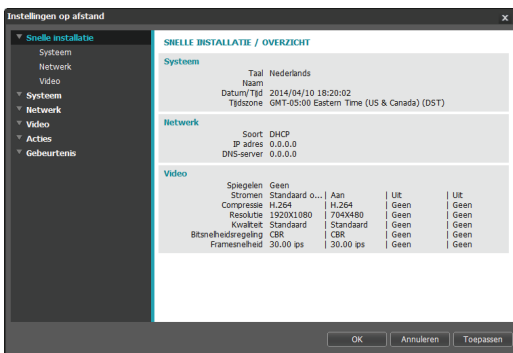 Instellingen op afstand
x
Snelle installatie
Systeem
Netwerk
Video
Systeem
Netwerk
Video
Acties
Gebeurtenis
SNELLE INSTALLATIE / OVERZICHT
Systeem
Taal Nederlands
Naam
Datum/Tijd 2014/04/10 18:20:02
Tijdszone GMT-05:00 Eastern Time (US & Canada) (DST)
Netwerk
Soort DHCP
IP adres 0.0.0.0
DNS-server 0.0.0.0
Video
Spiegelen Geen
Stromen Standaard o... | Aan | Uit | Uit
Compressie H.264 | H.264 | Geen | Geen
Resolutie 1920X1080 | 704X480 | Geen | Geen
Kwaliteit Standaard | Standaard | Geen | Geen
Bitsnelheidsregeling CBR | CBR | Geen | Geen
Framesnelheid 30.00 ips | 30.00 ips | Geen | Geen
OK Annuleren Toepassen